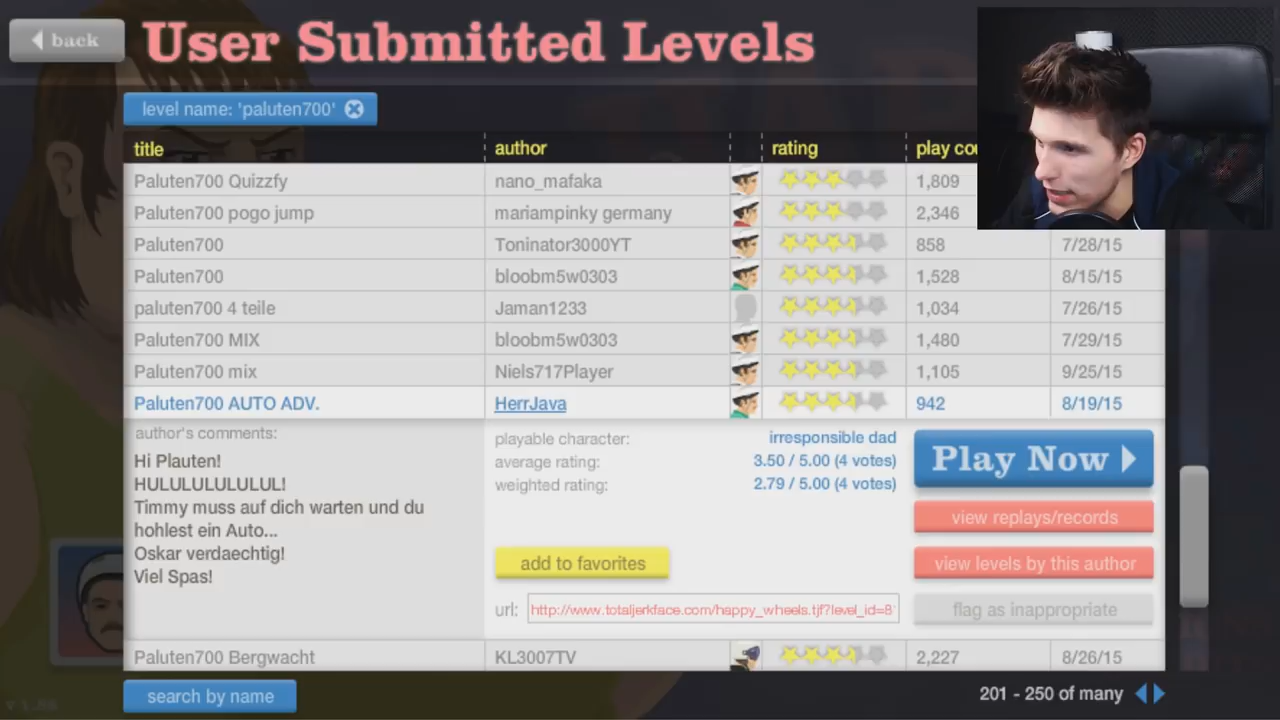 back
User Submitted Levels
level name: 'paluten700'
title author rating play cou
Paluten700 Quizzfy nano_mafaka 1,809
Paluten700 pogo jump mariampinky germany 2,346
Paluten700 Toninator3000YT 858 7/28/15
Paluten700 bloobm5w0303 1,528 8/15/15
paluten700 4 teile Jaman1233 1,034 7/26/15
Paluten700 MIX bloobm5w0303 1,480 7/29/15
Paluten700 mix Niels717Player 1,105 9/25/15
Paluten700 AUTO ADV. HerrJava 942 8/19/15
author's comments:
Hi Plauten!
HULULULULULUL!
Timmy muss auf dich warten und du
hohlest ein Auto...
Oskar verdaechtig!
Viel Spas!
playable character: irresponsible dad
average rating: 3.50 / 5.00 (4 votes)
weighted rating: 2.79 / 5.00 (4 votes)
add to favorites
url: http://www.totaljerkface.com/happy_wheels.tjf?level_id=8
Play Now
view replays/records
view levels by this author
flag as inappropriate
Paluten700 Bergwacht KL3007TV 2,227 8/26/15
search by name
201 - 250 of many